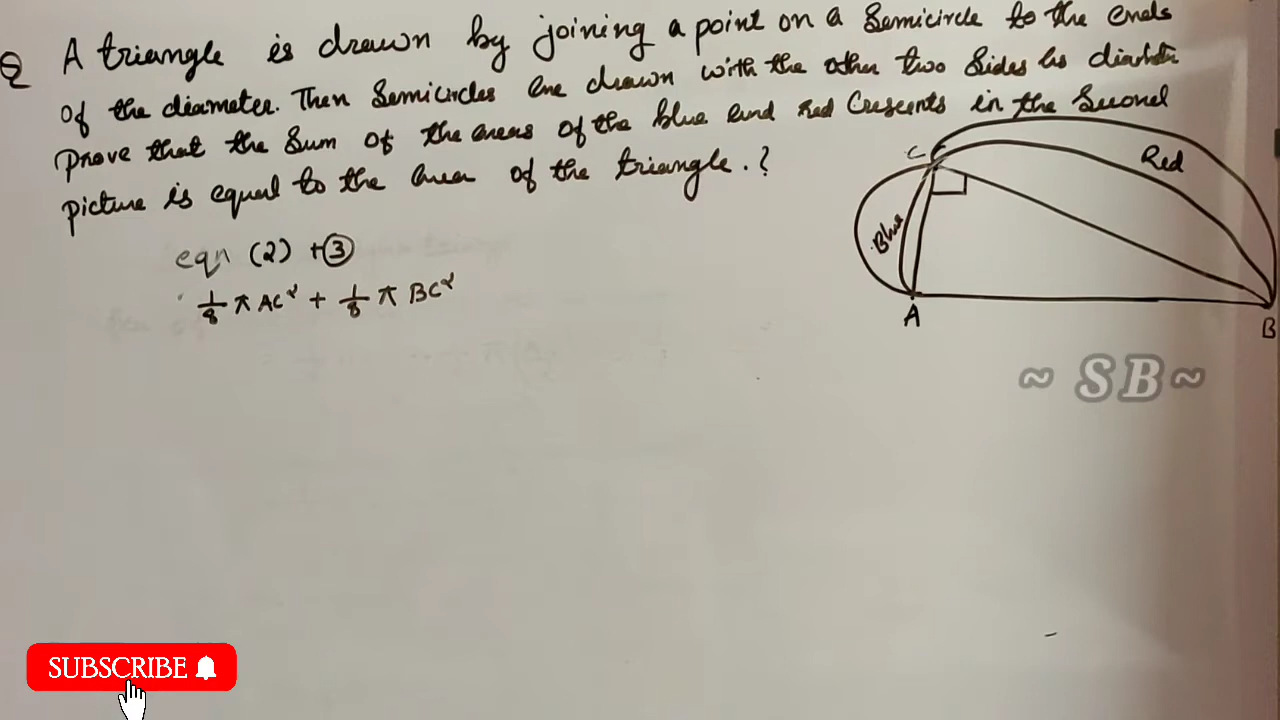 Q A triangle is drawn by joining a point on a Semicircle to the ends
of the diameter. Then Semicircles are drawn with the other two Sides as
Prove that the Sum of the areas of the blue and red Crescents in the Second
picture is equal to the area of the triangle.?
eqn (2) + ③
1/8 π AC² + 1/8 π BC²
C
Red
Blue
A
B
~ SB ~
SUBSCRIBE